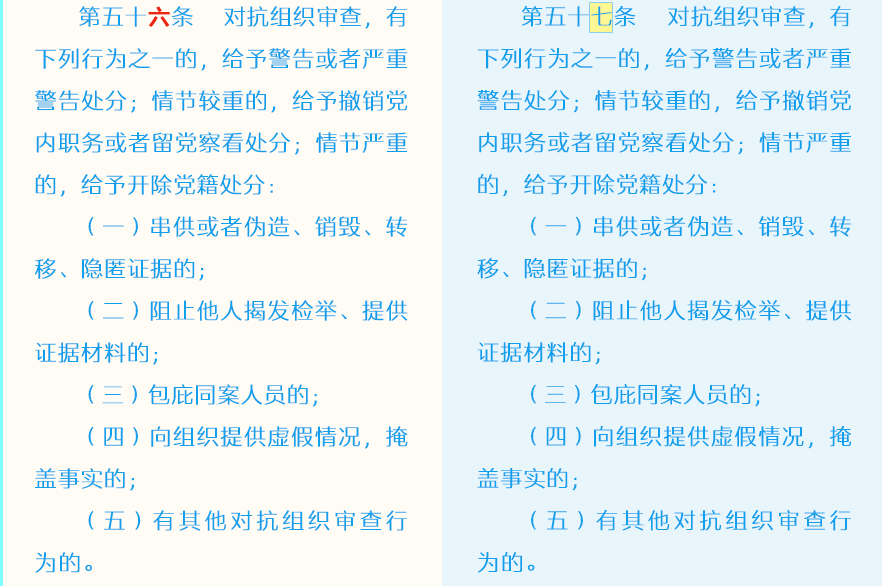 第五十六条 对抗组织审查，有
下列行为之一的，给予警告或者严重
警告处分；情节较重的，给予撤销党
内职务或者留党察看处分；情节严重
的，给予开除党籍处分：
（一）串供或者伪造、销毁、转
移、隐匿证据的；
（二）阻止他人揭发检举、提供
证据材料的；
（三）包庇同案人员的；
（四）向组织提供虚假情况，掩
盖事实的；
（五）有其他对抗组织审查行
为的。
第五十七条 对抗组织审查，有
下列行为之一的，给予警告或者严重
警告处分；情节较重的，给予撤销党
内职务或者留党察看处分；情节严重
的，给予开除党籍处分：
（一）串供或者伪造、销毁、转
移、隐匿证据的；
（二）阻止他人揭发检举、提供
证据材料的；
（三）包庇同案人员的；
（四）向组织提供虚假情况，掩
盖事实的；
（五）有其他对抗组织审查行
为的。